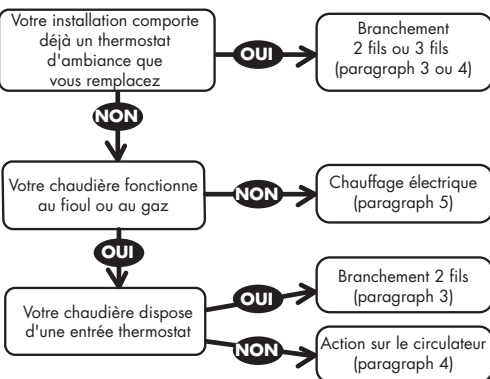 Votre installation comporte
déjà un thermostat
d'ambiance que
vous remplacez
OUI
Branchement
2 fils ou 3 fils
(paragraph 3 ou 4)
NON
Votre chaudière fonctionne
au fioul ou au gaz
NON
Chauffage électrique
(paragraph 5)
OUI
Votre chaudière dispose
d'une entrée thermostat
OUI
Branchement 2 fils
(paragraph 3)
NON
Action sur le circulateur
(paragraph 4)